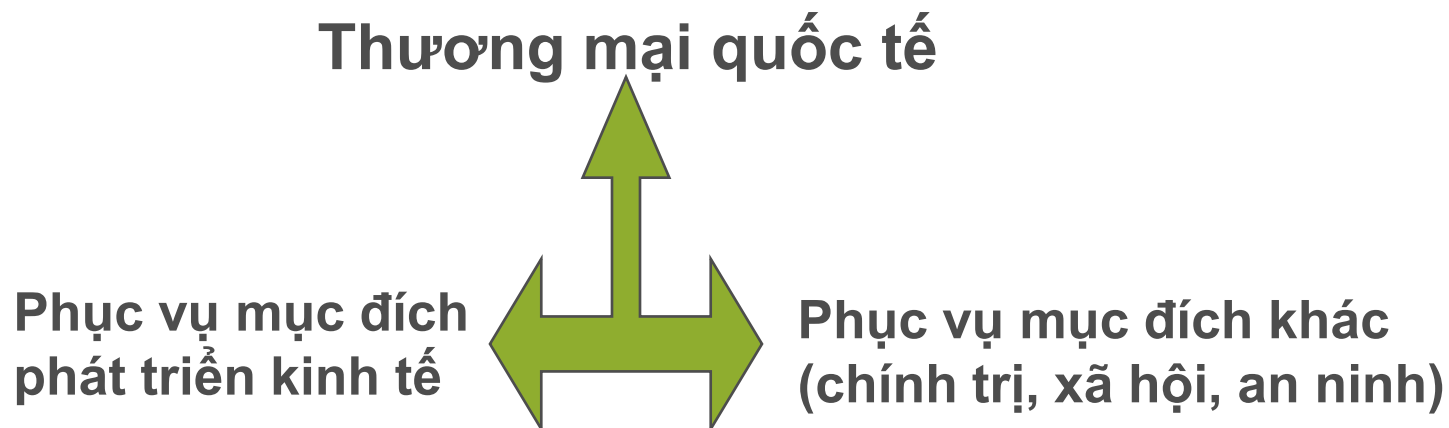 Thương mại quốc tế
Phục vụ mục đích
phát triển kinh tế
Phục vụ mục đích khác
(chính trị, xã hội, an ninh)